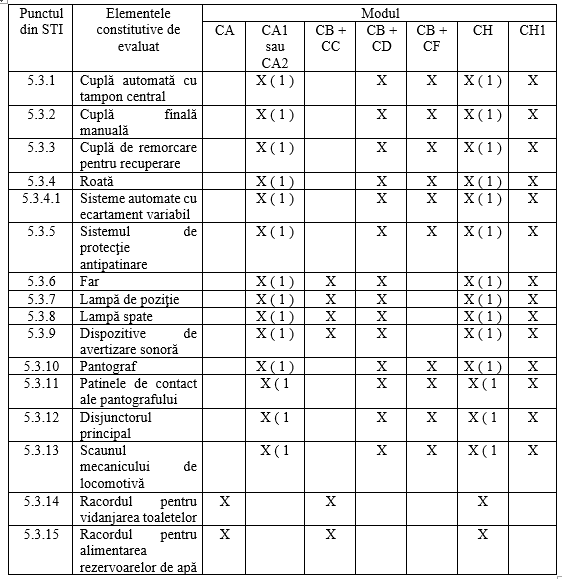 Punctul din STI | Elementele constitutive de evaluat | Modul
CA | CA1 sau CA2 | CB + CC | CB + CD | CB + CF | CH | CH1
5.3.1 | Cuplă automată cu tampon central | | X ( 1 ) | | X | X | X ( 1 ) | X
5.3.2 | Cuplă finală manuală | | X ( 1 ) | | X | X | X ( 1 ) | X
5.3.3 | Cuplă de remorcare pentru recuperare | | X ( 1 ) | | X | X | X ( 1 ) | X
5.3.4 | Roată | | X ( 1 ) | | X | X | X ( 1 ) | X
5.3.4.1 | Sisteme automate cu ecartament variabil | | X ( 1 ) | | X | X | X ( 1 ) | X
5.3.5 | Sistemul de protecţie antipatinare | | X ( 1 ) | | X | X | X ( 1 ) | X
5.3.6 | Far | | X ( 1 ) | X | X | | X ( 1 ) | X
5.3.7 | Lampă de poziţie | | X ( 1 ) | X | X | | X ( 1 ) | X
5.3.8 | Lampă spate | | X ( 1 ) | X | X | | X ( 1 ) | X
5.3.9 | Dispozitive de avertizare sonoră | | X ( 1 ) | X | X | | X ( 1 ) | X
5.3.10 | Pantograf | | X ( 1 ) | | X | X | X ( 1 ) | X
5.3.11 | Patinele de contact ale pantografului | | X ( 1 | | X | X | X ( 1 | X
5.3.12 | Disjunctorul principal | | X ( 1 | | X | X | X ( 1 | X
5.3.13 | Scaunul mecanicului de locomotivă | | X ( 1 | | X | X | X ( 1 | X
5.3.14 | Racordul pentru vidanjarea toaletelor | X | | X | | | X |
5.3.15 | Racordul pentru alimentarea rezervoarelor de apă | X | | X | | | X |